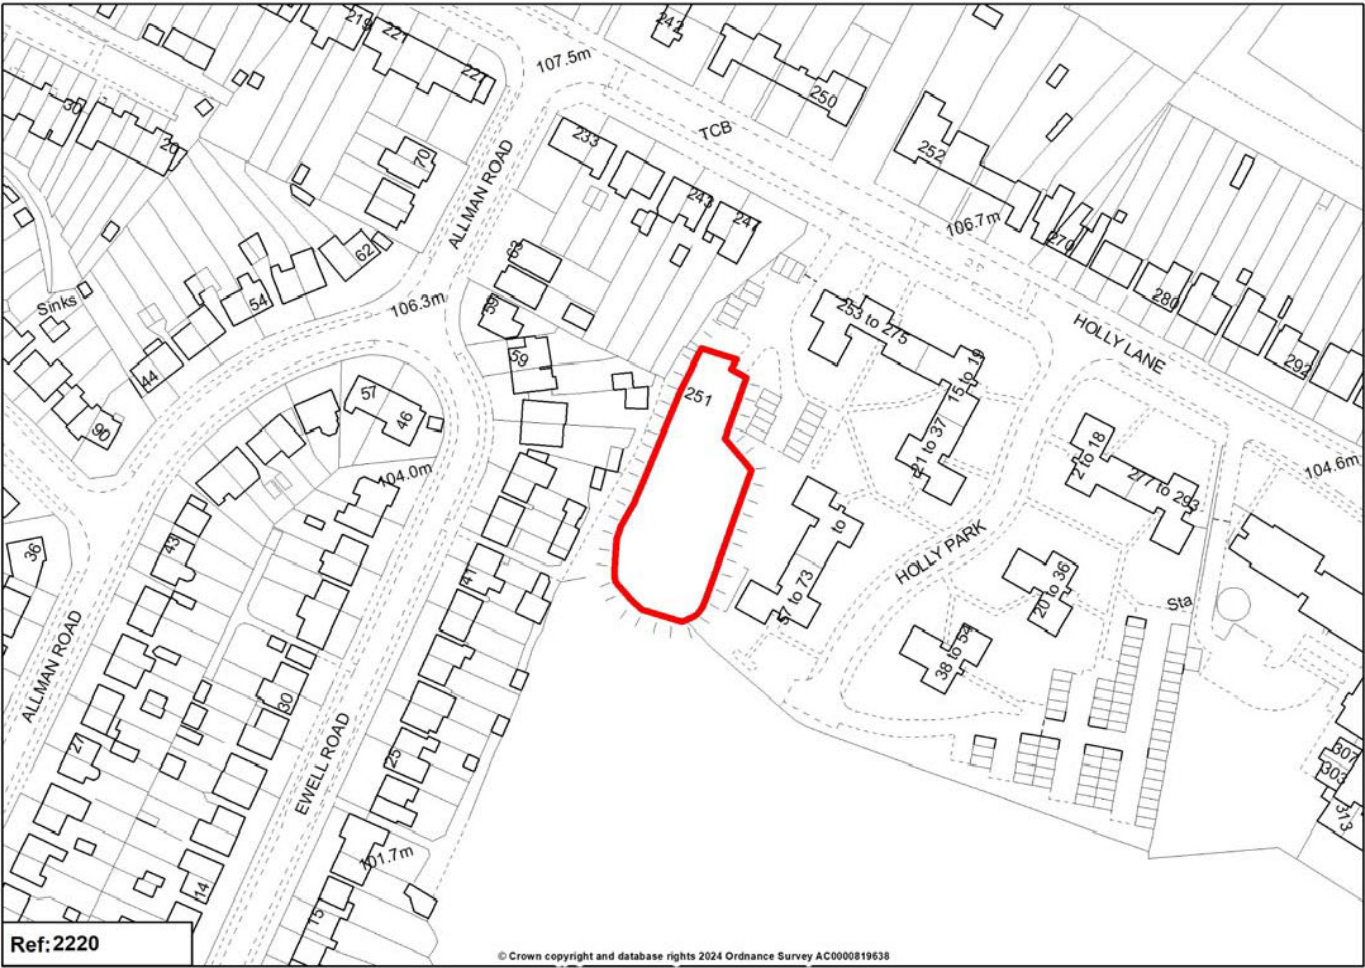 219
221
227
242
107.5m
250
TCB
30
20
70
233
252
ALLMAN ROAD
243
247
106.7m
270
63
62
Sinks
54
106.3m
59
280
253 to 275
HOLLY LANE
292
44
59
15 to 19
57
46
251
90
21 to 37
2 to 18
104.6m
104.0m
277 to 293
to
43
36
HOLLY PARK
41
57 to 73
20 to 36
Sta
ALLMAN ROAD
38 to 54
30
27
25
EWELL ROAD
307
303
313
101.7m
14
15
Ref: 2220
© Crown copyright and database rights 2024 Ordnance Survey AC0000819638